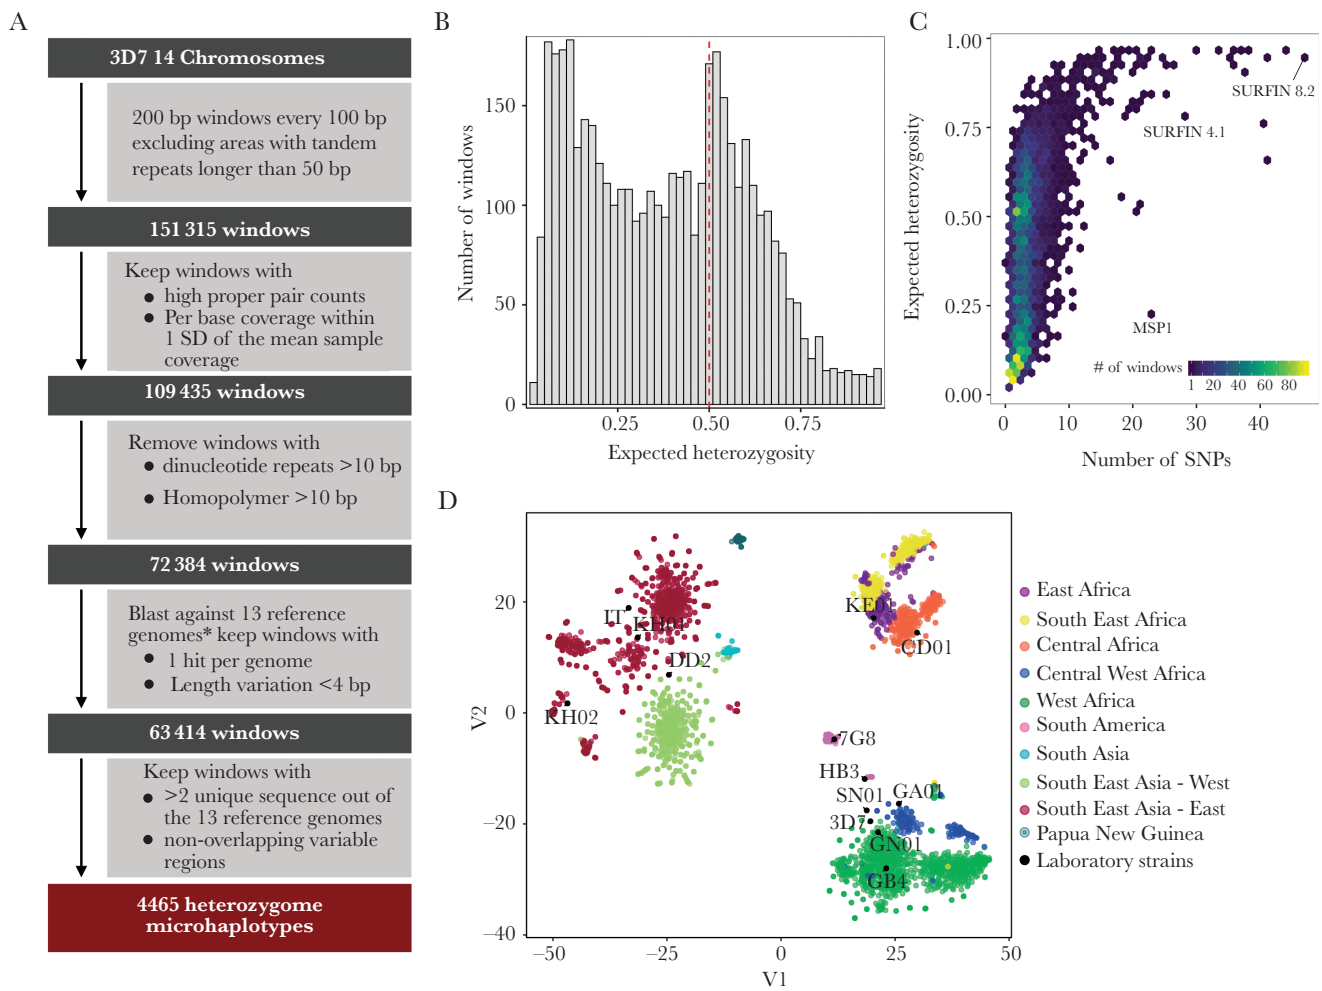 A
3D7 14 Chromosomes
200 bp windows every 100 bp
excluding areas with tandem
repeats longer than 50 bp
151 315 windows
Keep windows with
● high proper pair counts
● Per base coverage within
1 SD of the mean sample
coverage
109 435 windows
Remove windows with
● dinucleotide repeats >10 bp
● Homopolymer >10 bp
72 384 windows
Blast against 13 reference
genomes* keep windows with
● 1 hit per genome
● Length variation <4 bp
63 414 windows
Keep windows with
● >2 unique sequence out of
the 13 reference genomes
● non-overlapping variable
regions
4465 heterozygome
microhaplotypes
B
Number of windows
150
100
50
0
0.25 0.50 0.75
Expected heterozygosity
C
Expected heterozygosity
1.00
0.75
0.50
0.25
0.00
SURFIN 8.2
SURFIN 4.1
MSP1
# of windows
1 20 40 60 80
0 10 20 30 40
Number of SNPs
D
V2
20
0
−20
−40
IT
KH01
DD2
KH02
KE01
CD01
7G8
HB3
SN01
GA01
3D7
GN01
GB4
−50 −25 0 25 50
V1
East Africa
South East Africa
Central Africa
Central West Africa
West Africa
South America
South Asia
South East Asia - West
South East Asia - East
Papua New Guinea
Laboratory strains